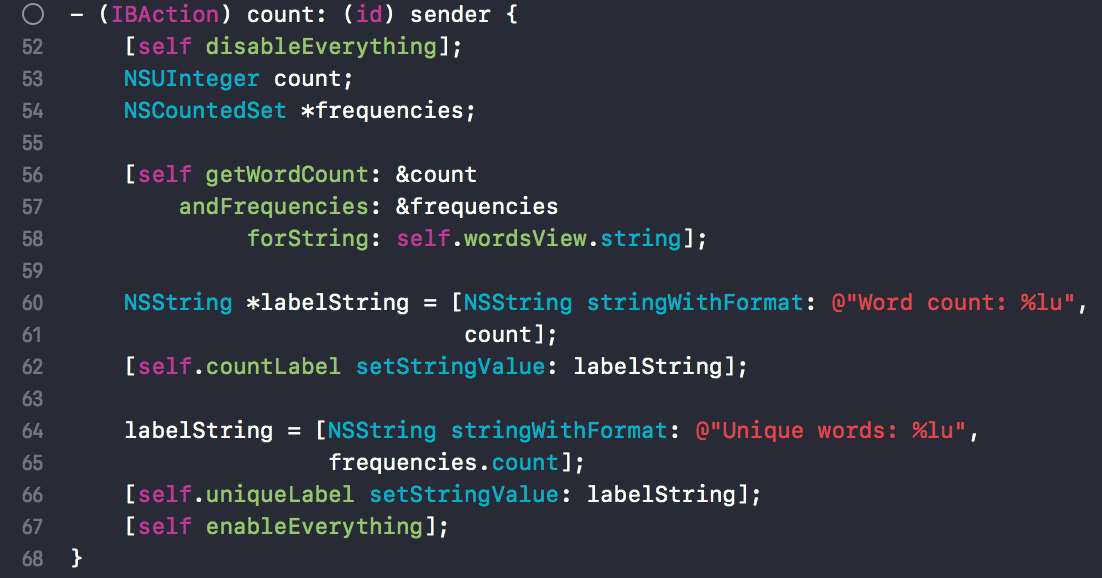 – (IBAction) count: (id) sender {
52     [self disableEverything];
53     NSUInteger count;
54     NSCountedSet *frequencies;
55
56     [self getWordCount: &count
57         andFrequencies: &frequencies
58              forString: self.wordsView.string];
59
60     NSString *labelString = [NSString stringWithFormat: @"Word count: %lu",
61                              count];
62     [self.countLabel setStringValue: labelString];
63
64     labelString = [NSString stringWithFormat: @"Unique words: %lu",
65                    frequencies.count];
66     [self.uniqueLabel setStringValue: labelString];
67     [self enableEverything];
68 }